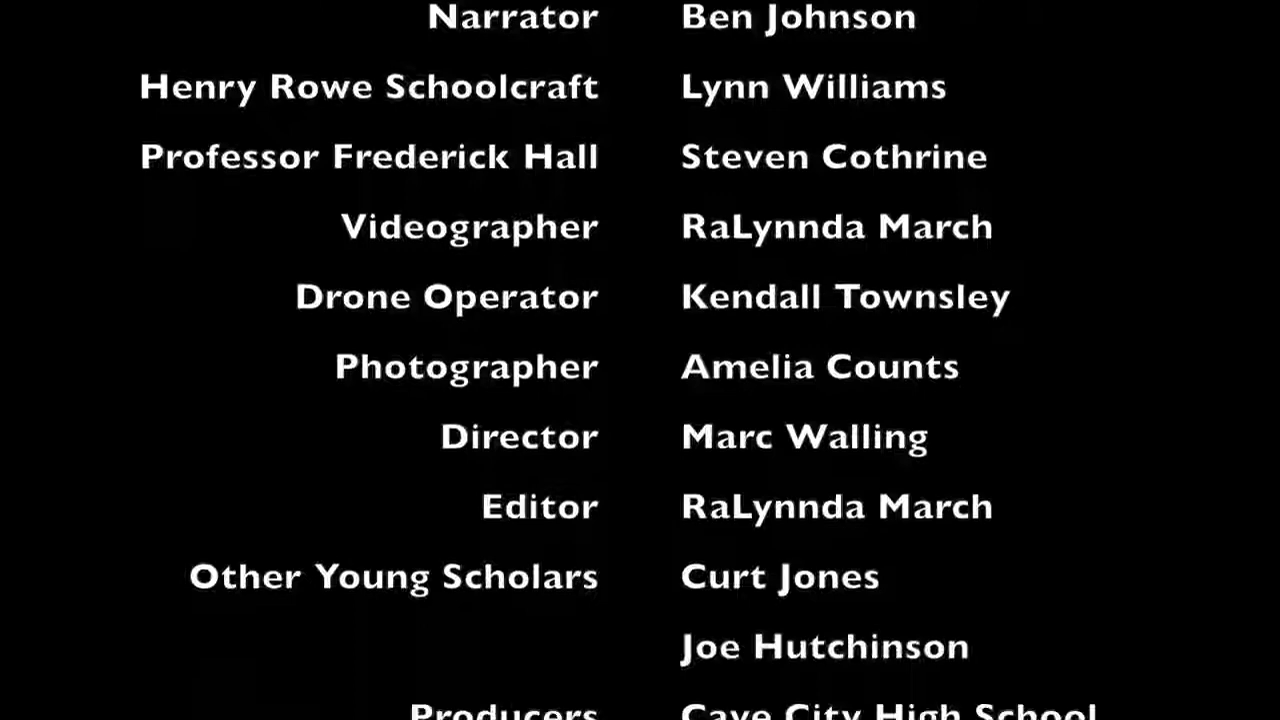 Narrator Ben Johnson
Henry Rowe Schoolcraft Lynn Williams
Professor Frederick Hall Steven Cothrine
Videographer RaLynnda March
Drone Operator Kendall Townsley
Photographer Amelia Counts
Director Marc Walling
Editor RaLynnda March
Other Young Scholars Curt Jones
Joe Hutchinson
Producers Cave City High School